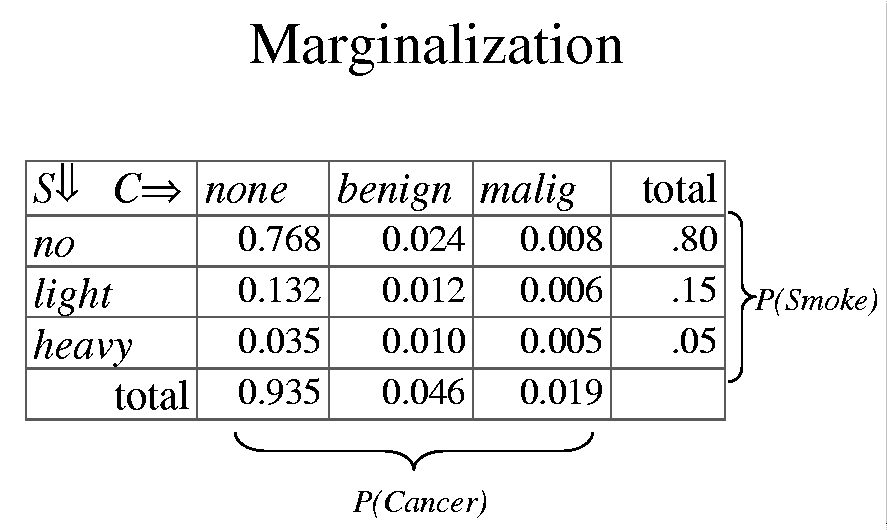 Marginalization
S⇓ C⇒ none benign malig total
no 0.768 0.024 0.008 .80
light 0.132 0.012 0.006 .15
P(Smoke)
heavy 0.035 0.010 0.005 .05
total 0.935 0.046 0.019
P(Cancer)